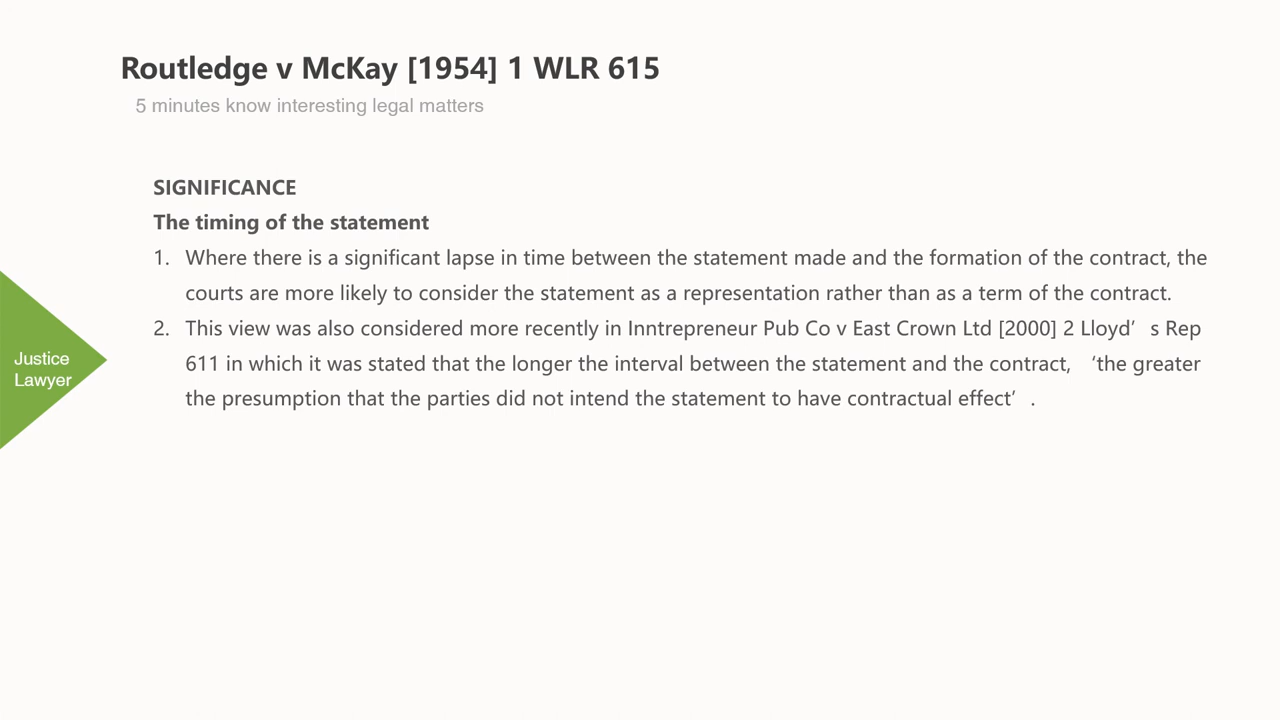 Routledge v McKay [1954] 1 WLR 615
5 minutes know interesting legal matters
SIGNIFICANCE
The timing of the statement
1. Where there is a significant lapse in time between the statement made and the formation of the contract, the
courts are more likely to consider the statement as a representation rather than as a term of the contract.
2. This view was also considered more recently in Inntrepreneur Pub Co v East Crown Ltd [2000] 2 Lloyd’ s Rep
611 in which it was stated that the longer the interval between the statement and the contract, ‘the greater
the presumption that the parties did not intend the statement to have contractual effect’ .
Justice
Lawyer